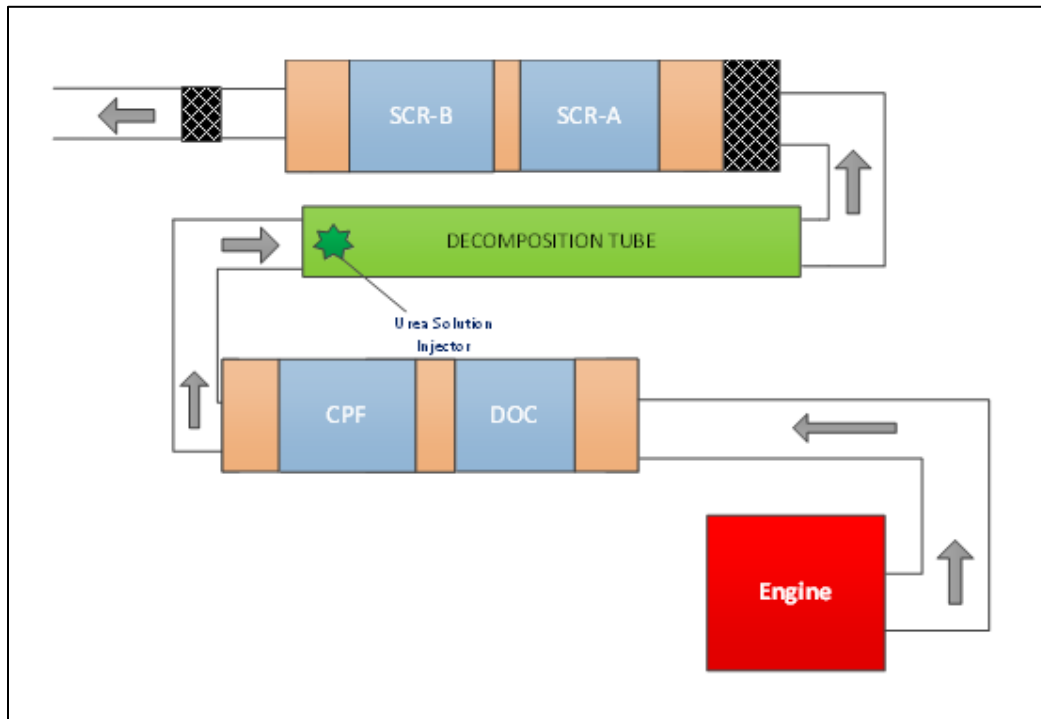 SCR-B
SCR-A
DECOMPOSITION TUBE
Urea Solution
Injector
CPF
DOC
Engine